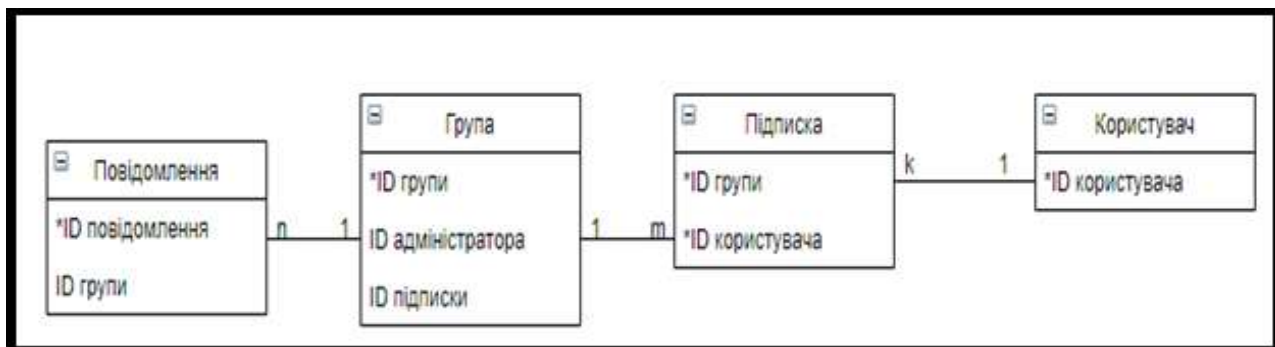 Повідомлення
*ID повідомлення
ID групи
n
1
Група
*ID групи
ID адміністратора
ID підписки
1
m
Підписка
*ID групи
*ID користувача
k
1
Користувач
*ID користувача